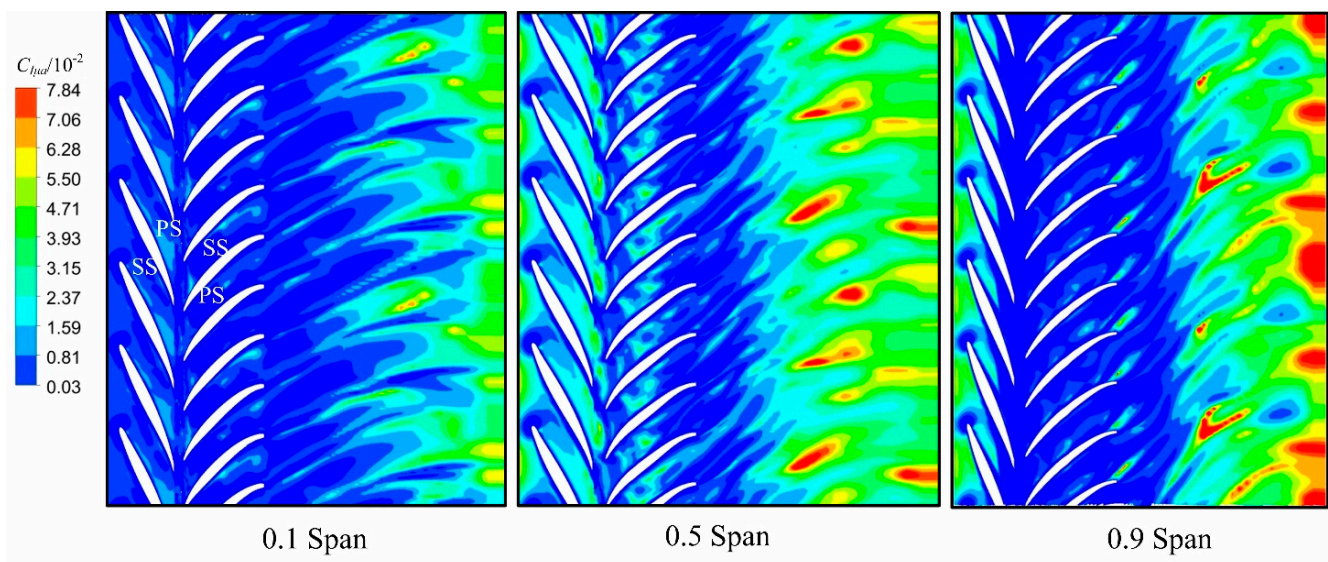 C_{Iμa}/10^{-2}
7.84
7.06
6.28
5.50
4.71
3.93
3.15
2.37
1.59
0.81
0.03
PS
SS
SS
PS
0.1 Span
0.5 Span
0.9 Span